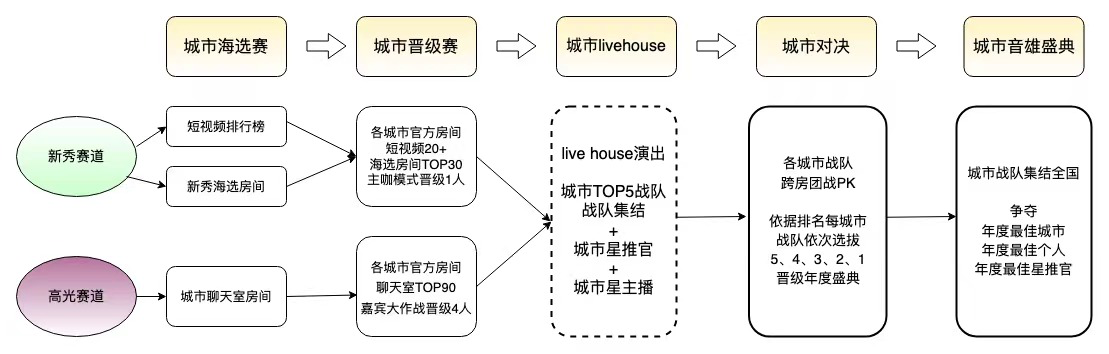 城市海选赛
城市晋级赛
城市livehouse
城市对决
城市音雄盛典
新秀赛道
短视频排行榜
新秀海选房间
各城市官方房间
短视频20+
海选房间TOP30
主咖模式晋级1人
高光赛道
城市聊天室房间
各城市官方房间
聊天室TOP90
嘉宾大作战晋级4人
live house演出
城市TOP5战队
战队集结
+
城市星推官
+
城市星主播
各城市战队
跨房团战PK
依据排名每城市
战队依次选拔
5、4、3、2、1
晋级年度盛典
城市战队集结全国
争夺
年度最佳城市
年度最佳个人
年度最佳星推官